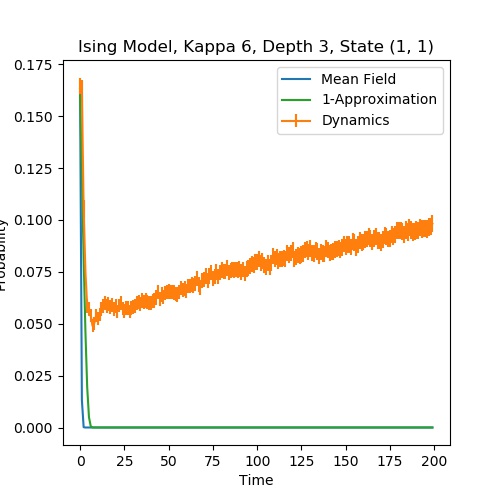 Ising Model, Kappa 6, Depth 3, State (1, 1)
0.175
0.150
0.125
0.100
0.075
0.050
0.025
0.000
Probability
Mean Field
1-Approximation
Dynamics
0 25 50 75 100 125 150 175 200
Time